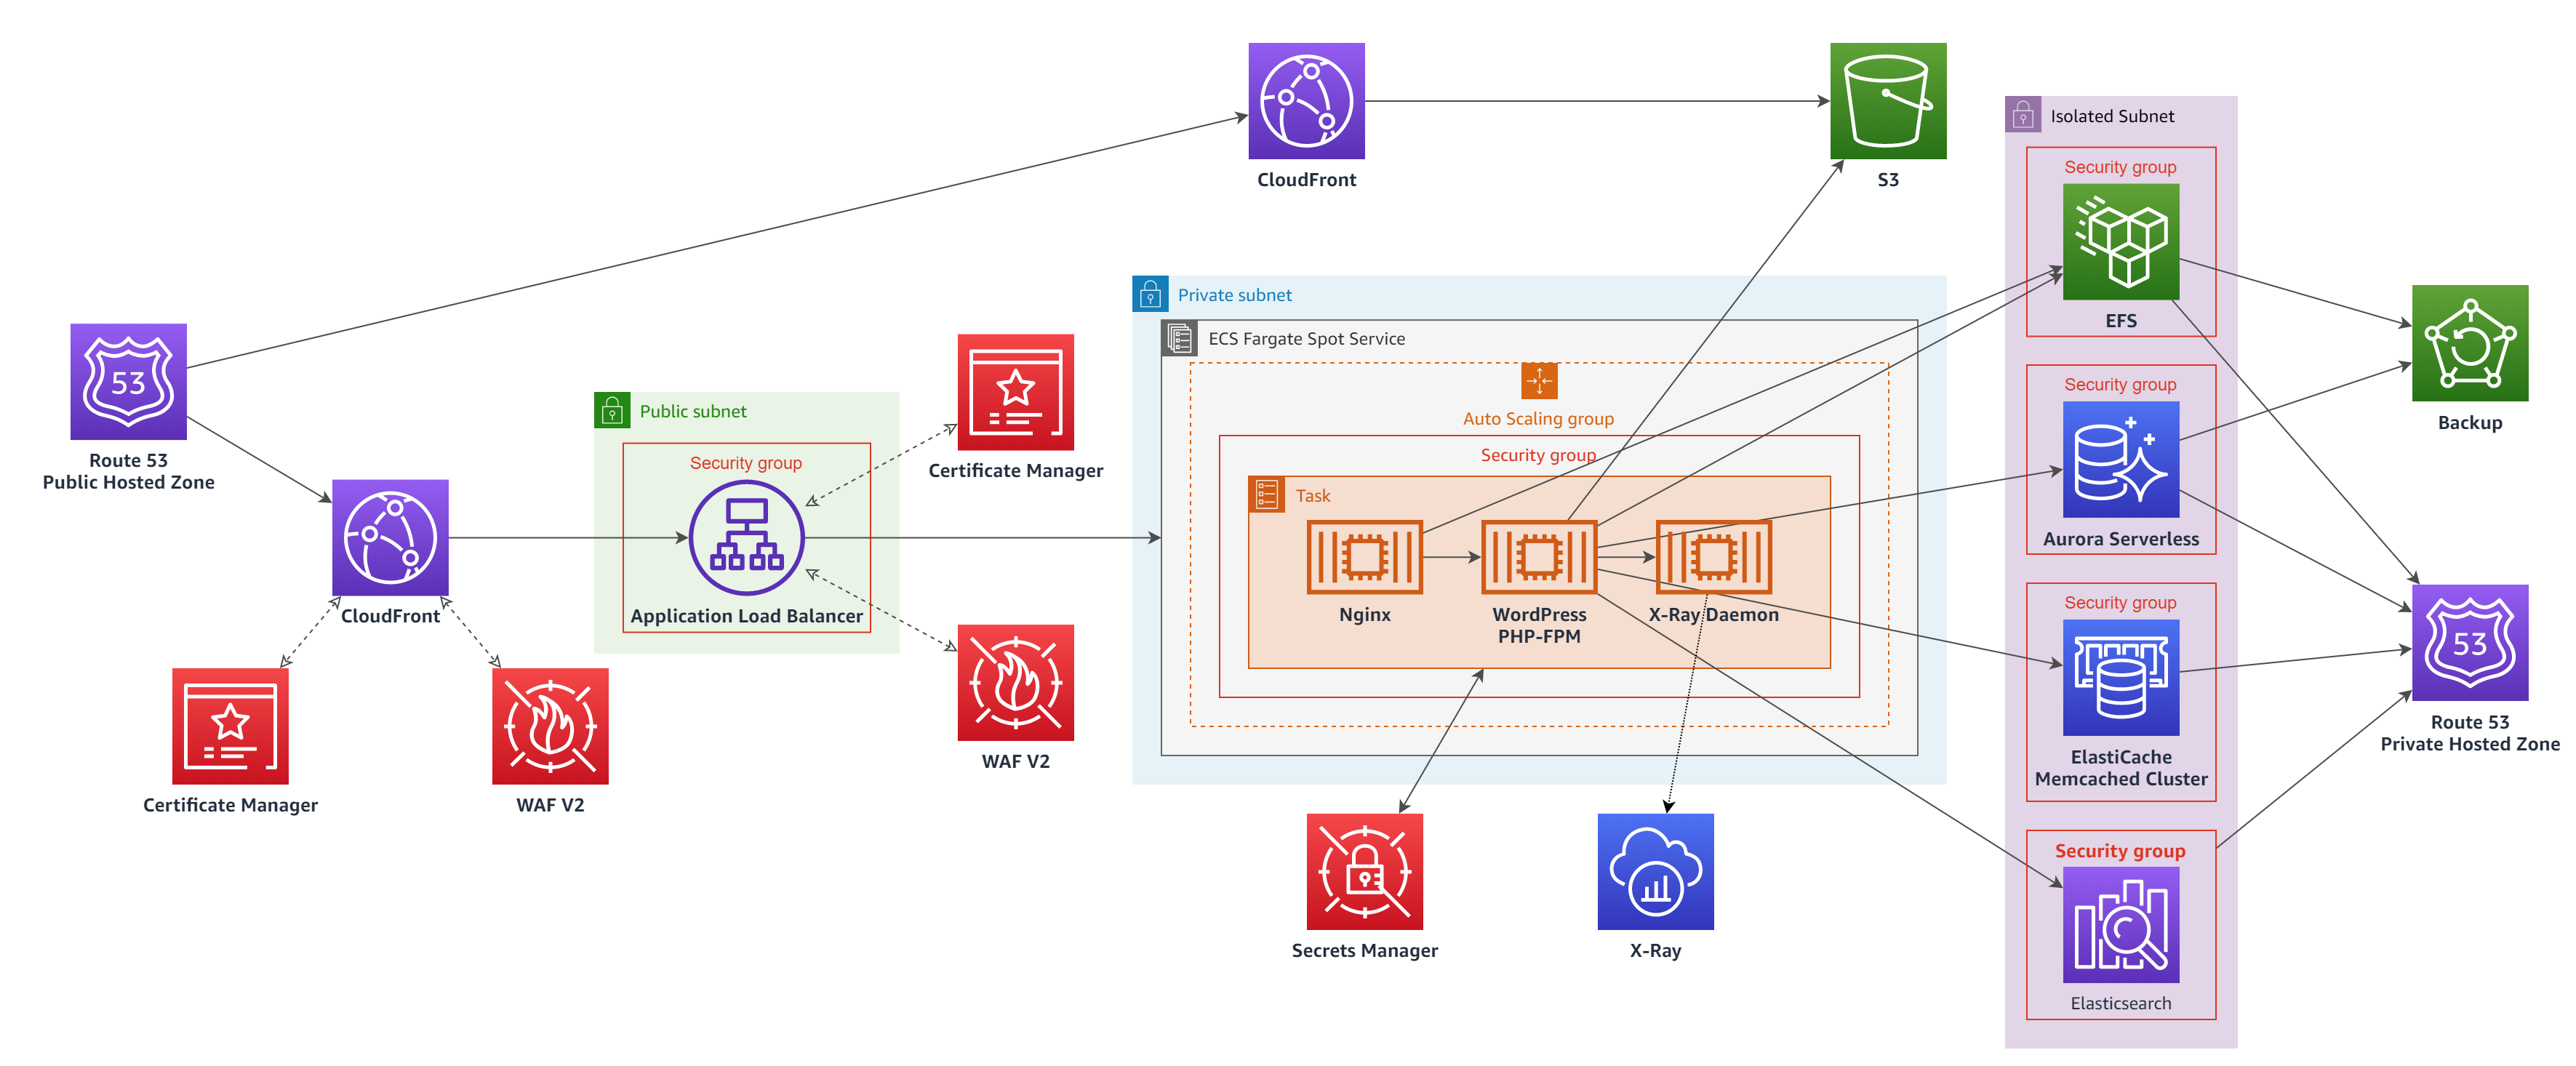 CloudFront
S3
Isolated Subnet
Security group
EFS
Backup
53
Route 53
Public Hosted Zone
CloudFront
Certificate Manager
WAF V2
Public subnet
Security group
Application Load Balancer
Certificate Manager
WAF V2
Private subnet
ECS Fargate Spot Service
Auto Scaling group
Security group
Task
Nginx
WordPress
PHP-FPM
X-Ray Daemon
Secrets Manager
X-Ray
Security group
Aurora Serverless
Security group
ElastiCache
Memcached Cluster
Security group
Elasticsearch
53
Route 53
Private Hosted Zone